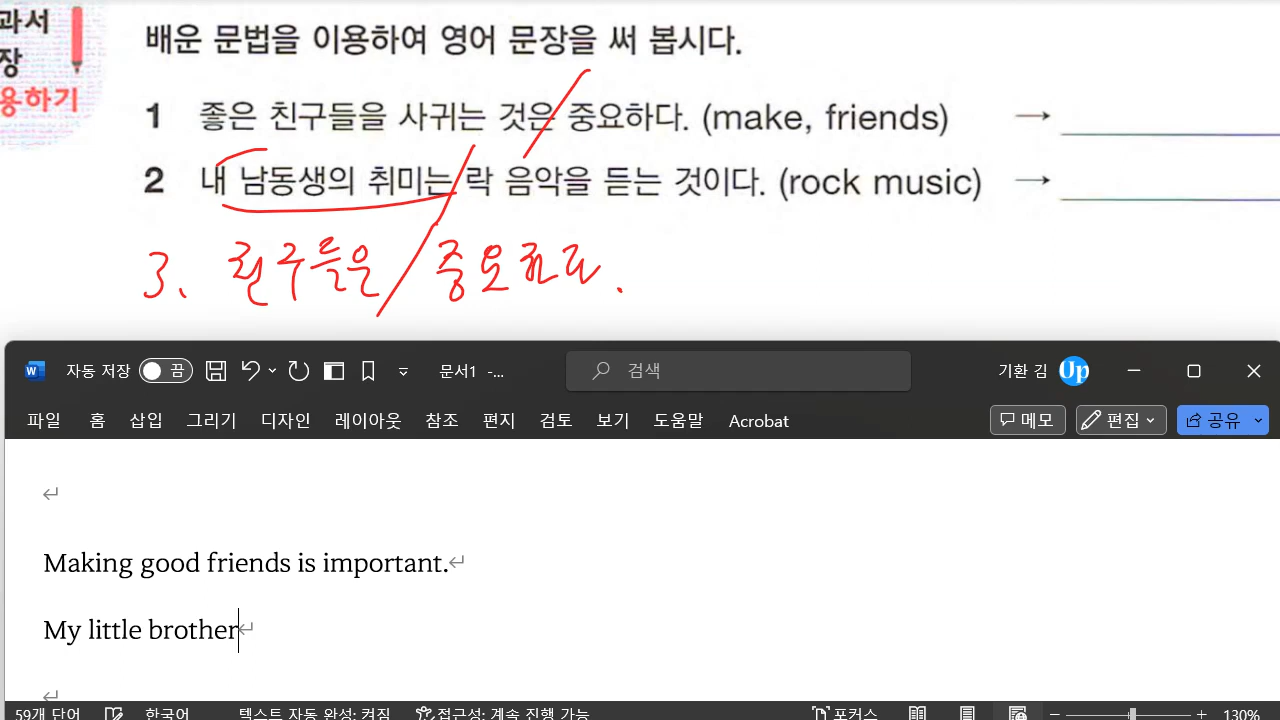 과서
배운 문법을 이용하여 영어 문장을 써 봅시다.
장
용하기
1 좋은 친구들을 사귀는 것은 중요하다. (make, friends) →
2 내 남동생의 취미는 락 음악을 듣는 것이다. (rock music) →
3. 친구들은 / 중요하다.
자동 저장 끔 문서1 -... 검색 기환 김 Up
파일 홈 삽입 그리기 디자인 레이아웃 참조 편지 검토 보기 도움말 Acrobat 메모 편집 공유
Making good friends is important.
My little brother
59개 단어 한국어 텍스트 자동 완성: 켜짐 접근성: 계속 진행 가능 포커스 130%